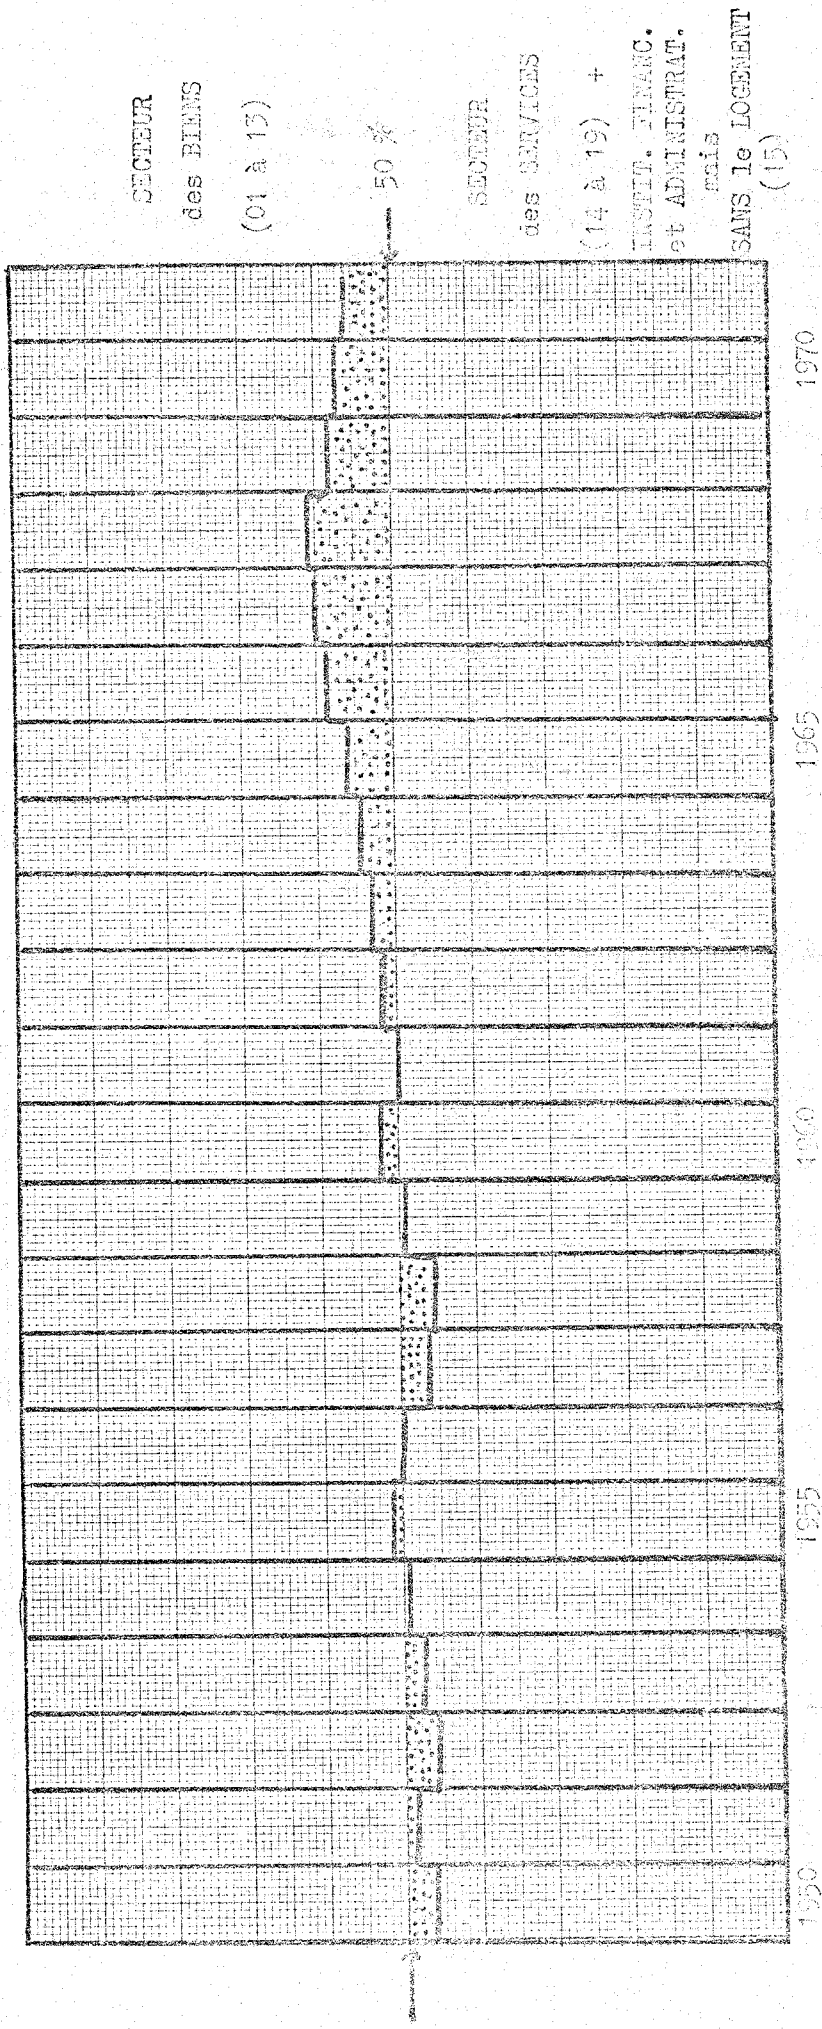 SECTEUR
des BIENS
(01 à 13)
50 %
SECTEUR
des SERVICES
(14 à 19) +
INSTIT. FINANC.
et ADMINISTRAT.
mais
SANS le LOGEMENT
(15)
1950
1955
1960
1965
1970